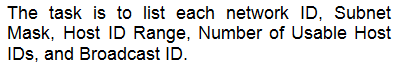 The task is to list each network ID, Subnet
Mask, Host ID Range, Number of Usable Host
IDs, and Broadcast ID.